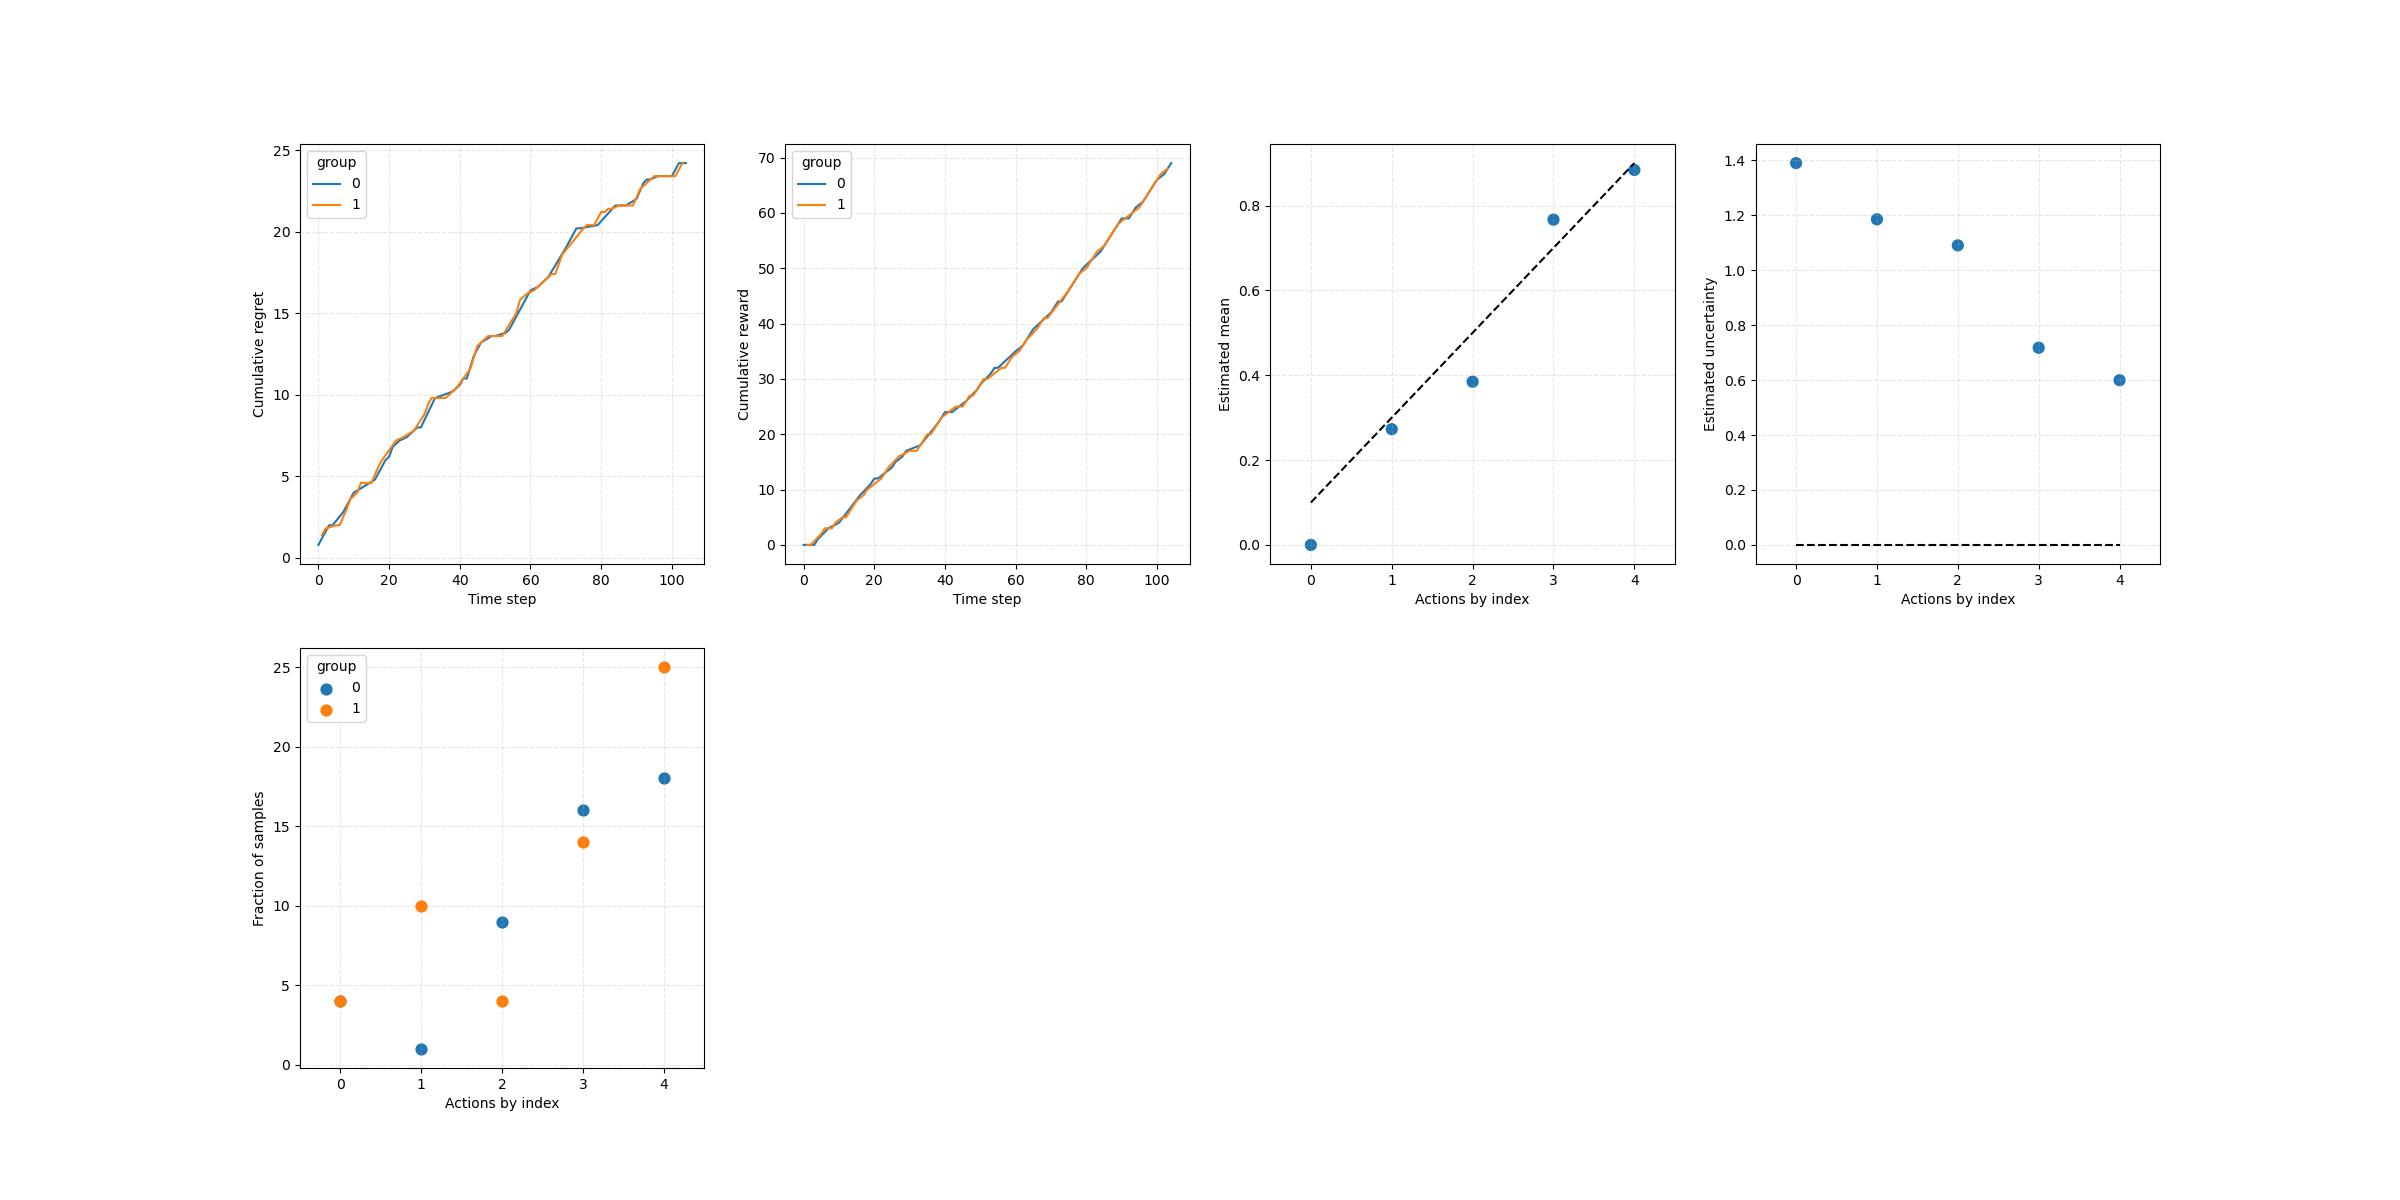 group
0
1
25
20
15
10
5
0
Cumulative regret
0 20 40 60 80 100
Time step
group
0
1
70
60
50
40
30
20
10
0
Cumulative reward
0 20 40 60 80 100
Time step
0.8
0.6
0.4
0.2
0.0
Estimated mean
0 1 2 3 4
Actions by index
1.4
1.2
1.0
0.8
0.6
0.4
0.2
0.0
Estimated uncertainty
0 1 2 3 4
Actions by index
group
0
1
25
20
15
10
5
0
Fraction of samples
0 1 2 3 4
Actions by index